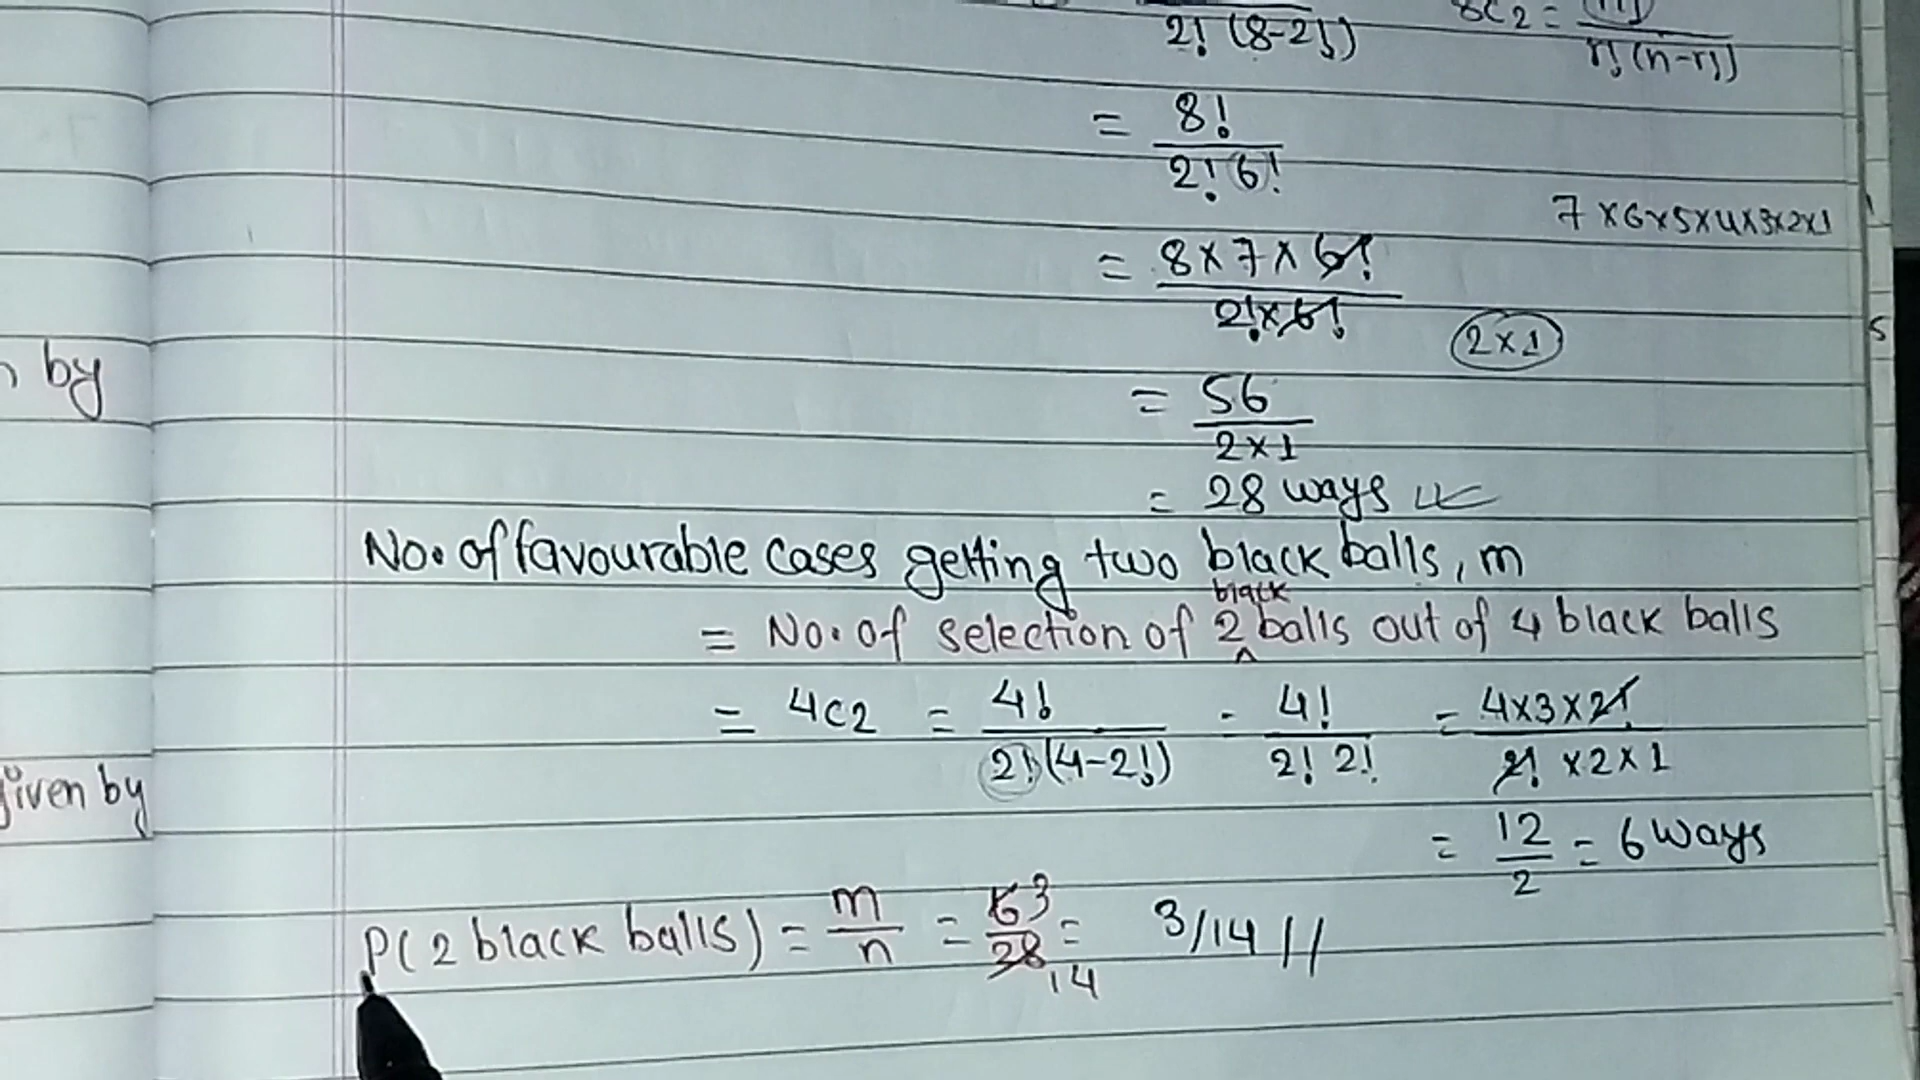 2! (8-2!)
8C2 = n! / r! (n-r!)
= 8! / 2! 6!
7×6×5×4×3×2×1
= 8×7×6! / 2!×6!
2×1
by
= 56 / 2×1
= 28 ways
No. of favourable cases getting two black balls, m
= No. of selection of 2 black balls out of 4 black balls
= 4C2 = 4! / 2! (4-2!) = 4! / 2! 2! = 4×3×2! / 2! ×2×1
given by
= 12 / 2 = 6 ways
P(2 black balls) = m / n = 6 3 / 28 14 = 3/14 //